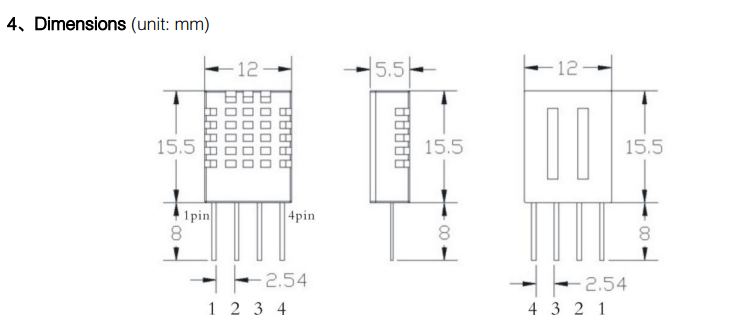 4、Dimensions (unit: mm)
12 5.5 12
15.5 15.5 15.5
1pin 4pin
8 8 8
2.54 2.54
1 2 3 4 4 3 2 1